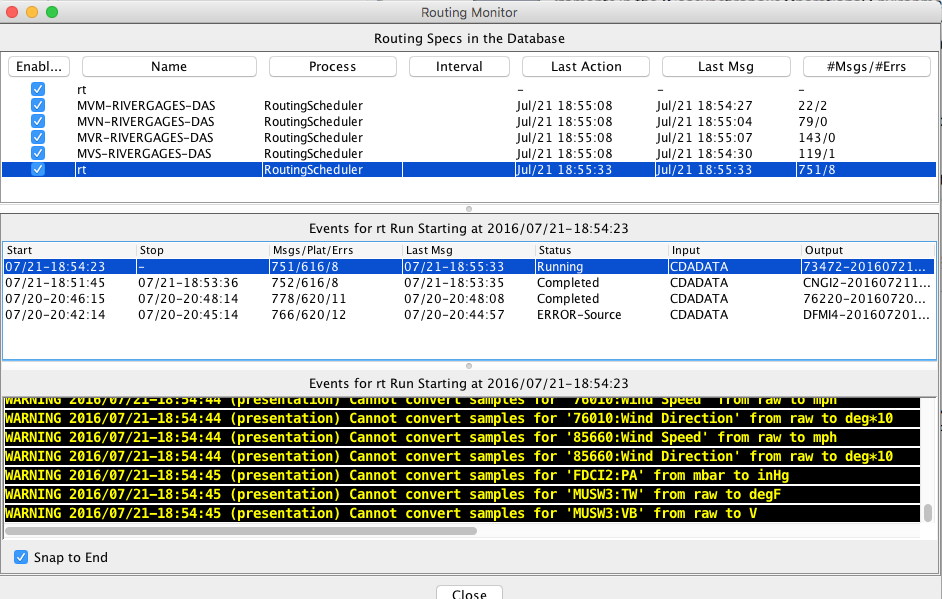 Routing Monitor
Routing Specs in the Database
Enabl... Name Process Interval Last Action Last Msg #Msgs/#Errs
rt – – –
MVM-RIVERGAGES-DAS RoutingScheduler Jul/21 18:55:08 Jul/21 18:54:27 22/2
MVN-RIVERGAGES-DAS RoutingScheduler Jul/21 18:55:08 Jul/21 18:55:04 79/0
MVR-RIVERGAGES-DAS RoutingScheduler Jul/21 18:55:08 Jul/21 18:55:07 143/0
MVS-RIVERGAGES-DAS RoutingScheduler Jul/21 18:55:08 Jul/21 18:54:30 119/1
rt RoutingScheduler Jul/21 18:55:33 Jul/21 18:55:33 751/8
Events for rt Run Starting at 2016/07/21-18:54:23
Start Stop Msgs/Plat/Errs Last Msg Status Input Output
07/21-18:54:23 – 751/616/8 07/21-18:55:33 Running CDADATA 73472-20160721...
07/21-18:51:45 07/21-18:53:36 752/616/8 07/21-18:53:35 Completed CDADATA CNGI2-201607211...
07/20-20:46:15 07/20-20:48:14 778/620/11 07/20-20:48:08 Completed CDADATA 76220-20160720...
07/20-20:42:14 07/20-20:45:14 766/620/12 07/20-20:44:57 ERROR-Source CDADATA DFMI4-201607201...
Events for rt Run Starting at 2016/07/21-18:54:23
WARNING 2016/07/21-18:54:44 (presentation) Cannot convert samples for '76010:Wind Speed' from raw to mph
WARNING 2016/07/21-18:54:44 (presentation) Cannot convert samples for '76010:Wind Direction' from raw to deg*10
WARNING 2016/07/21-18:54:44 (presentation) Cannot convert samples for '85660:Wind Speed' from raw to mph
WARNING 2016/07/21-18:54:44 (presentation) Cannot convert samples for '85660:Wind Direction' from raw to deg*10
WARNING 2016/07/21-18:54:45 (presentation) Cannot convert samples for 'FDCI2:PA' from mbar to inHg
WARNING 2016/07/21-18:54:45 (presentation) Cannot convert samples for 'MUSW3:TW' from raw to degF
WARNING 2016/07/21-18:54:45 (presentation) Cannot convert samples for 'MUSW3:VB' from raw to V
Snap to End
Close